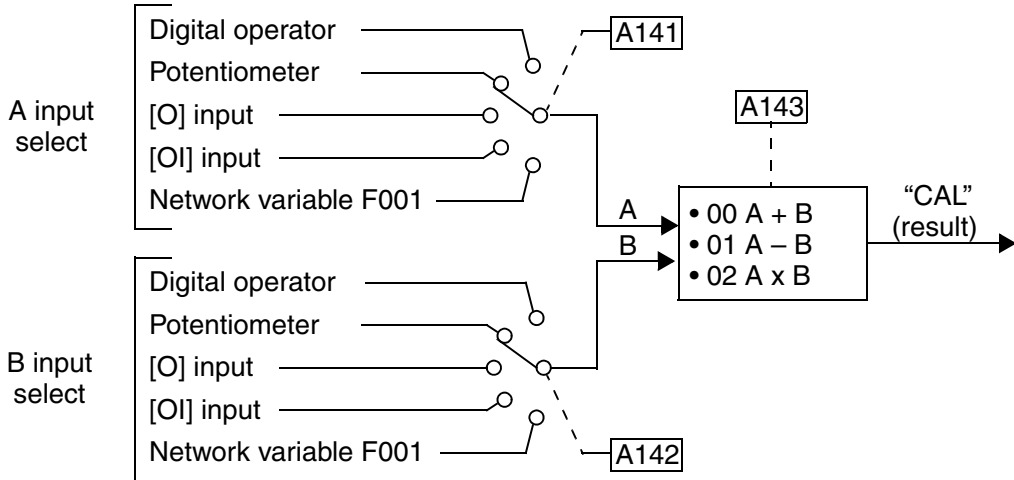 A input
select
Digital operator
Potentiometer
[O] input
[OI] input
Network variable F001
A141
A143
A
B
• 00 A + B
• 01 A – B
• 02 A x B
“CAL”
(result)
B input
select
Digital operator
Potentiometer
[O] input
[OI] input
Network variable F001
A142